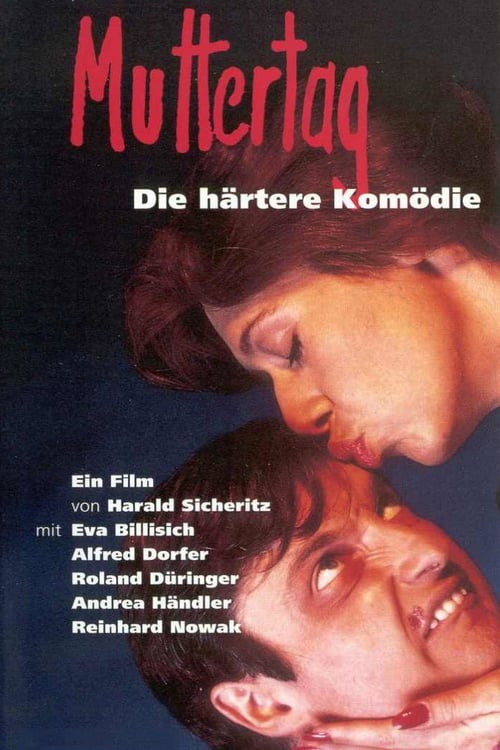 Muttertag
Die härtere Komödie
Ein Film
von Harald Sicheritz
mit Eva Billisich
Alfred Dorfer
Roland Düringer
Andrea Händler
Reinhard Nowak